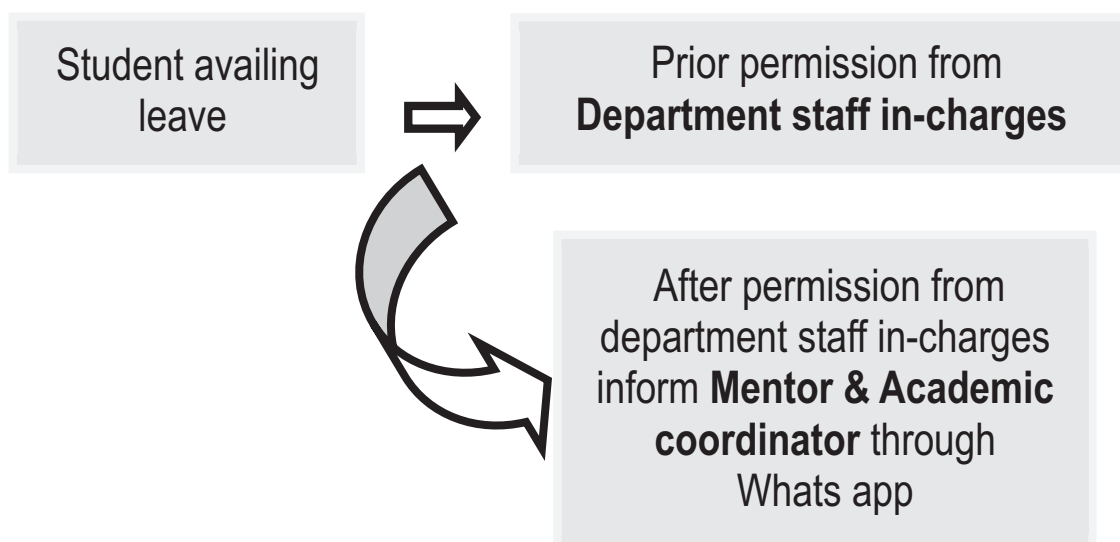 Student availing
leave
Prior permission from
Department staff in-charges
After permission from
department staff in-charges
inform Mentor & Academic
coordinator through
Whats app